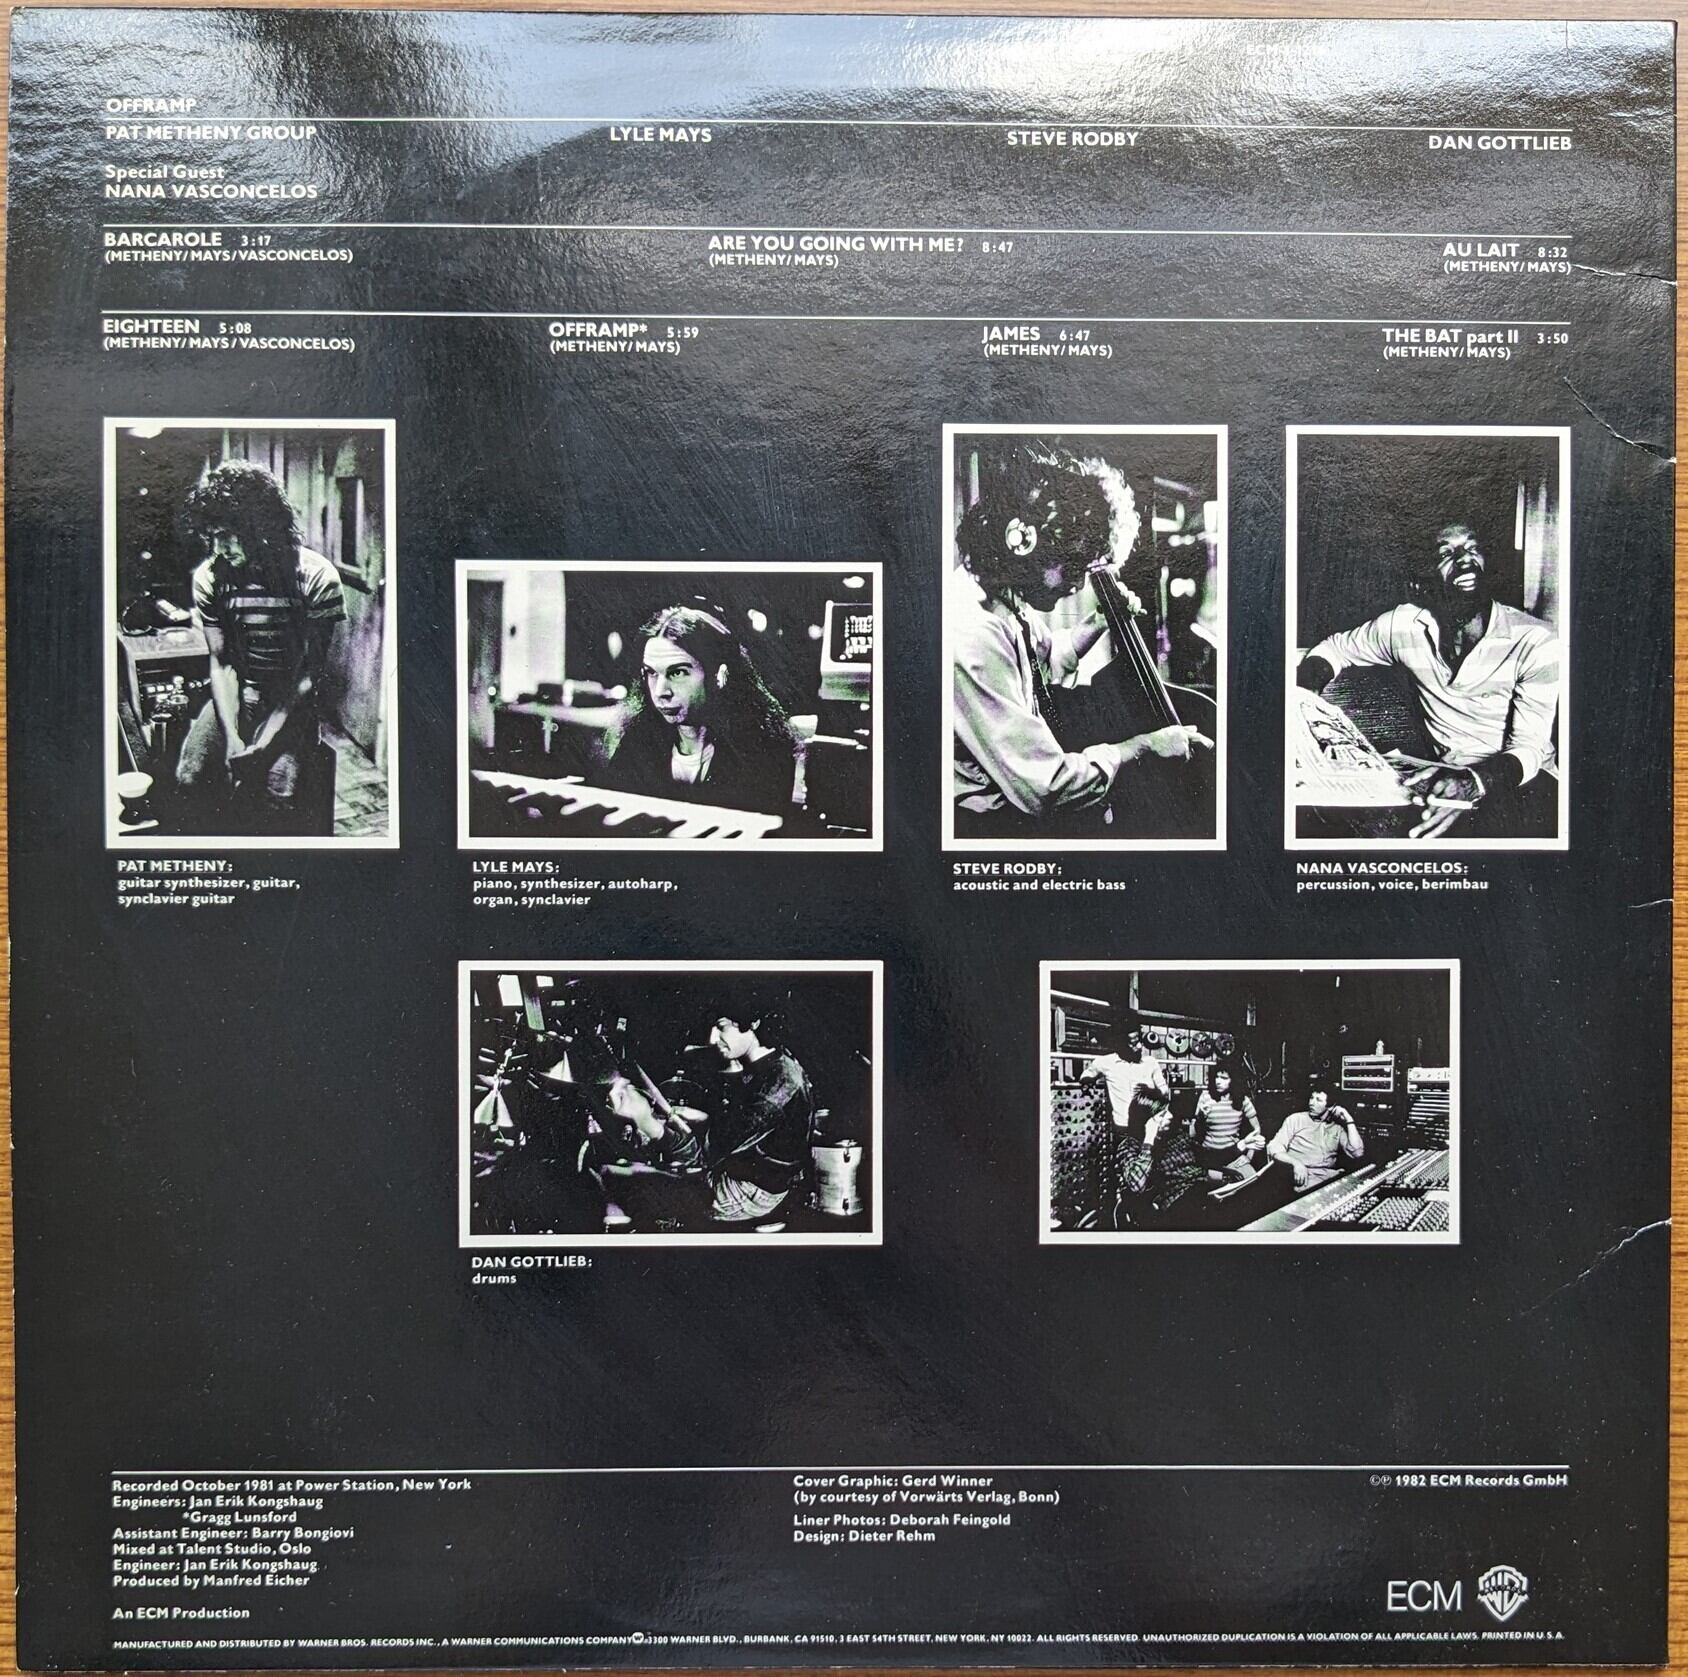 OFFRAMP
PAT METHENY GROUP LYLE MAYS STEVE RODBY DAN GOTTLIEB
Special Guest
NANA VASCONCELOS
BARCAROLE 3:17 ARE YOU GOING WITH ME? 8:47 AU LAIT 8:32
(METHENY/MAYS/VASCONCELOS) (METHENY/MAYS) (METHENY/MAYS)
EIGHTEEN 5:08 OFFRAMP* 5:59 JAMES 6:47 THE BAT part II 3:50
(METHENY/MAYS/VASCONCELOS) (METHENY/MAYS) (METHENY/MAYS) (METHENY/MAYS)
PAT METHENY:
guitar synthesizer, guitar,
synclavier guitar
LYLE MAYS:
piano, synthesizer, autoharp,
organ, synclavier
STEVE RODBY:
acoustic and electric bass
NANA VASCONCELOS:
percussion, voice, berimbau
DAN GOTTLIEB:
drums
Recorded October 1981 at Power Station, New York
Engineers: Jan Erik Kongshaug
*Gragg Lunsford
Assistant Engineer: Barry Bongiovi
Mixed at Talent Studio, Oslo
Engineer: Jan Erik Kongshaug
Produced by Manfred Eicher
An ECM Production
Cover Graphic: Gerd Winner
(by courtesy of Vorwärts Verlag, Bonn)
Liner Photos: Deborah Feingold
Design: Dieter Rehm
©℗ 1982 ECM Records GmbH
ECM
MANUFACTURED AND DISTRIBUTED BY WARNER BROS. RECORDS INC., A WARNER COMMUNICATIONS COMPANY 3300 WARNER BLVD., BURBANK, CA 91510, 3 EAST 54TH STREET, NEW YORK, NY 10022. ALL RIGHTS RESERVED. UNAUTHORIZED DUPLICATION IS A VIOLATION OF ALL APPLICABLE LAWS. PRINTED IN U.S.A.